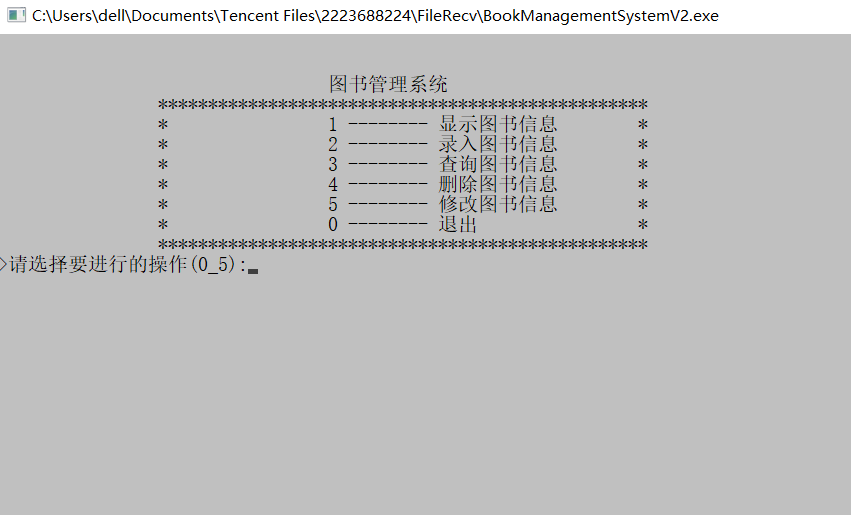 C:\Users\dell\Documents\Tencent Files\2223688224\FileRecv\BookManagementSystemV2.exe
图书管理系统
*************************************************
* 1 -------- 显示图书信息 *
* 2 -------- 录入图书信息 *
* 3 -------- 查询图书信息 *
* 4 -------- 删除图书信息 *
* 5 -------- 修改图书信息 *
* 0 -------- 退出 *
*************************************************
>请选择要进行的操作(0_5):